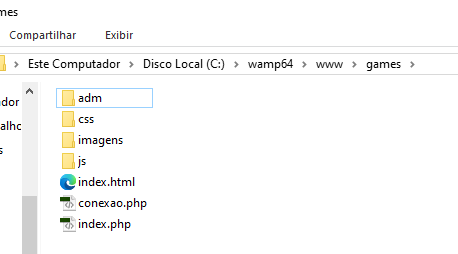 mes
Compartilhar Exibir
Este Computador > Disco Local (C:) > wamp64 > www > games >
ador
alho
s
adm
css
imagens
js
index.html
conexao.php
index.php